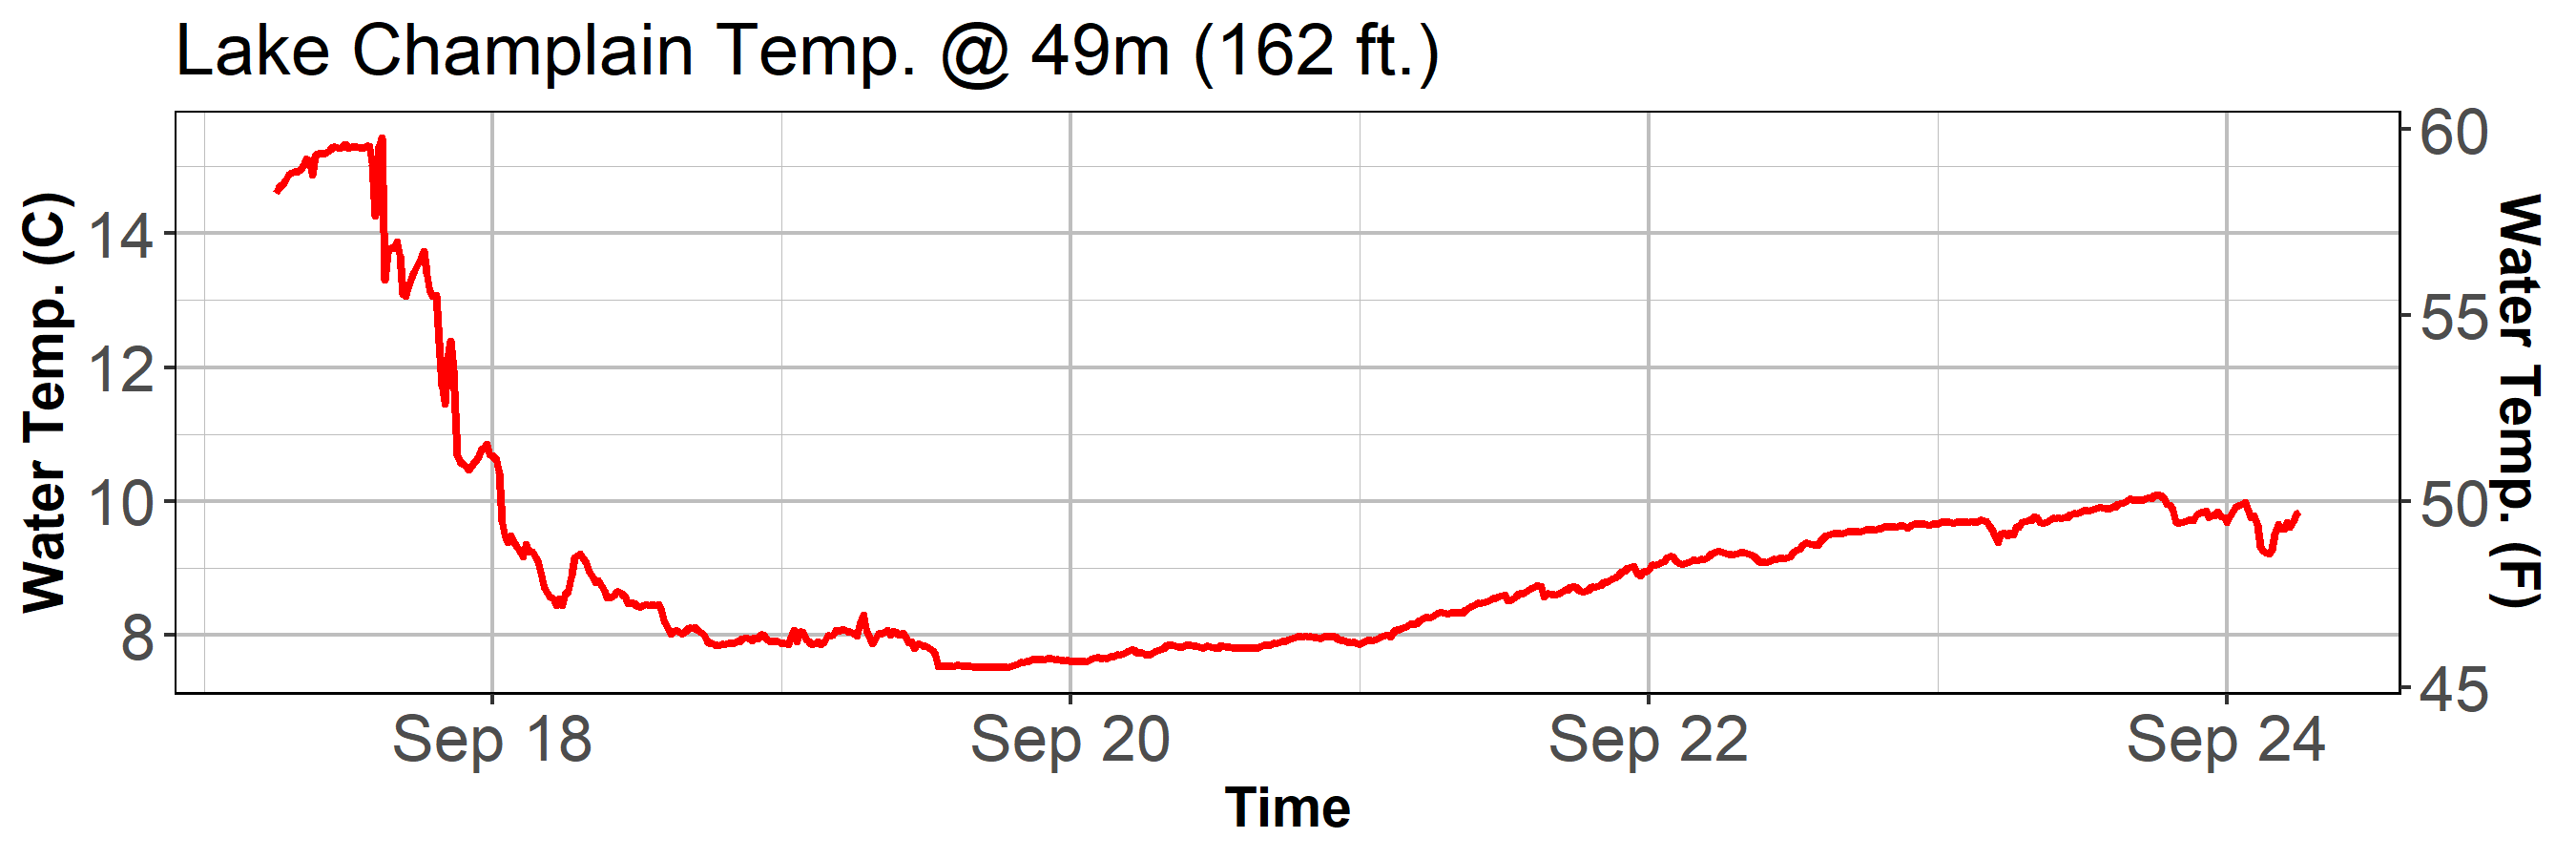 Lake Champlain Temp. @ 49m (162 ft.)
Water Temp. (C)
14
12
10
8
60
55
50
45
Water Temp. (F)
Sep 18
Sep 20
Sep 22
Sep 24
Time